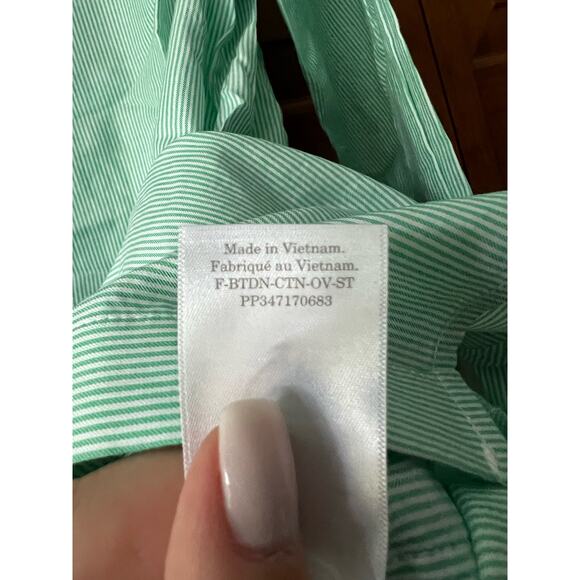 Made in Vietnam.
Fabriqué au Vietnam.
F-BTDN-CTN-OV-ST
PP347170683